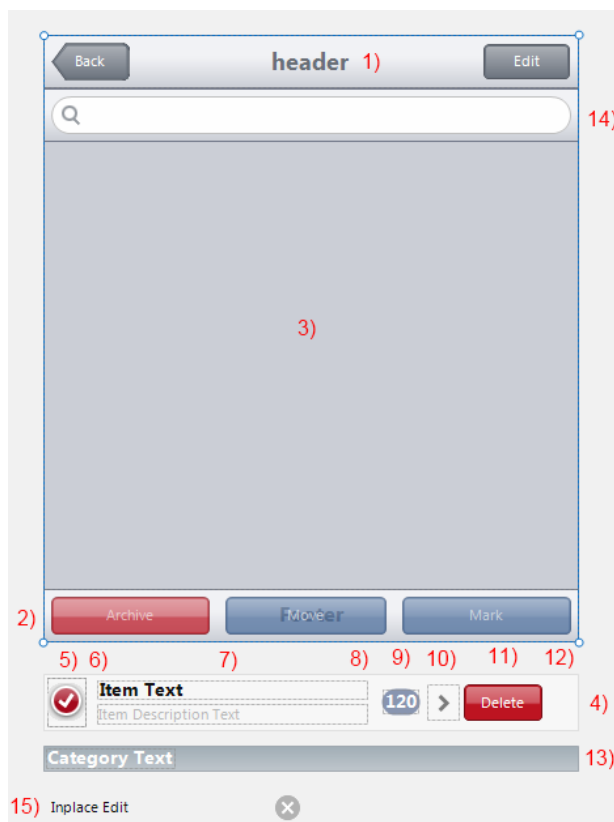 Back header 1) Edit
14)
3)
2) Archive Footer Move Mark
5) 6) 7) 8) 9) 10) 11) 12)
Item Text
120 Delete 4)
Item Description Text
Category Text 13)
15) Inplace Edit